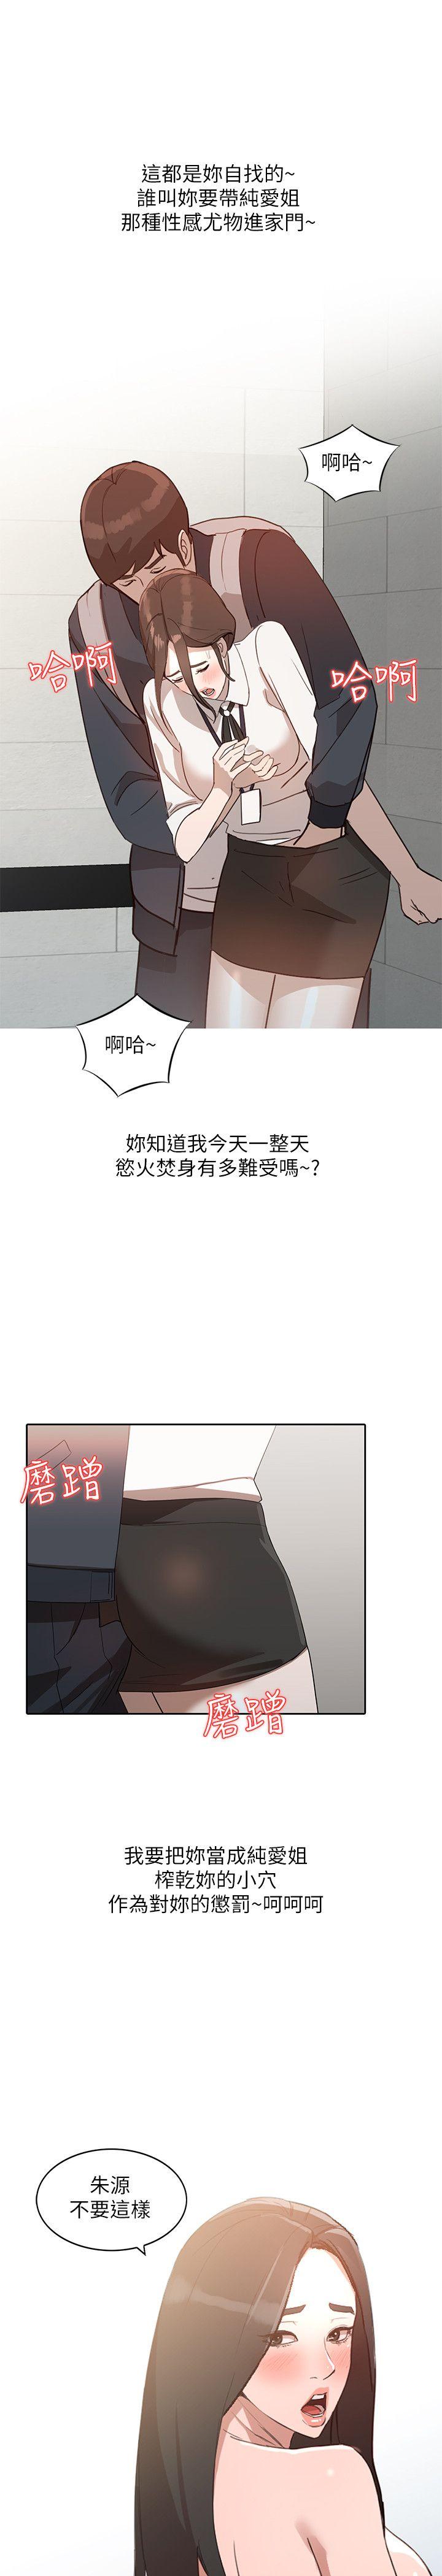 這都是妳自找的~
誰叫妳要帶純愛姐
那種性感尤物進家門~
啊哈~
哈啊
哈啊
啊哈~
妳知道我今天一整天
慾火焚身有多難受嗎~?
磨蹭
磨蹭
我要把妳當成純愛姐
榨乾妳的小穴
作為對妳的懲罰~呵呵呵
朱源
不要這樣